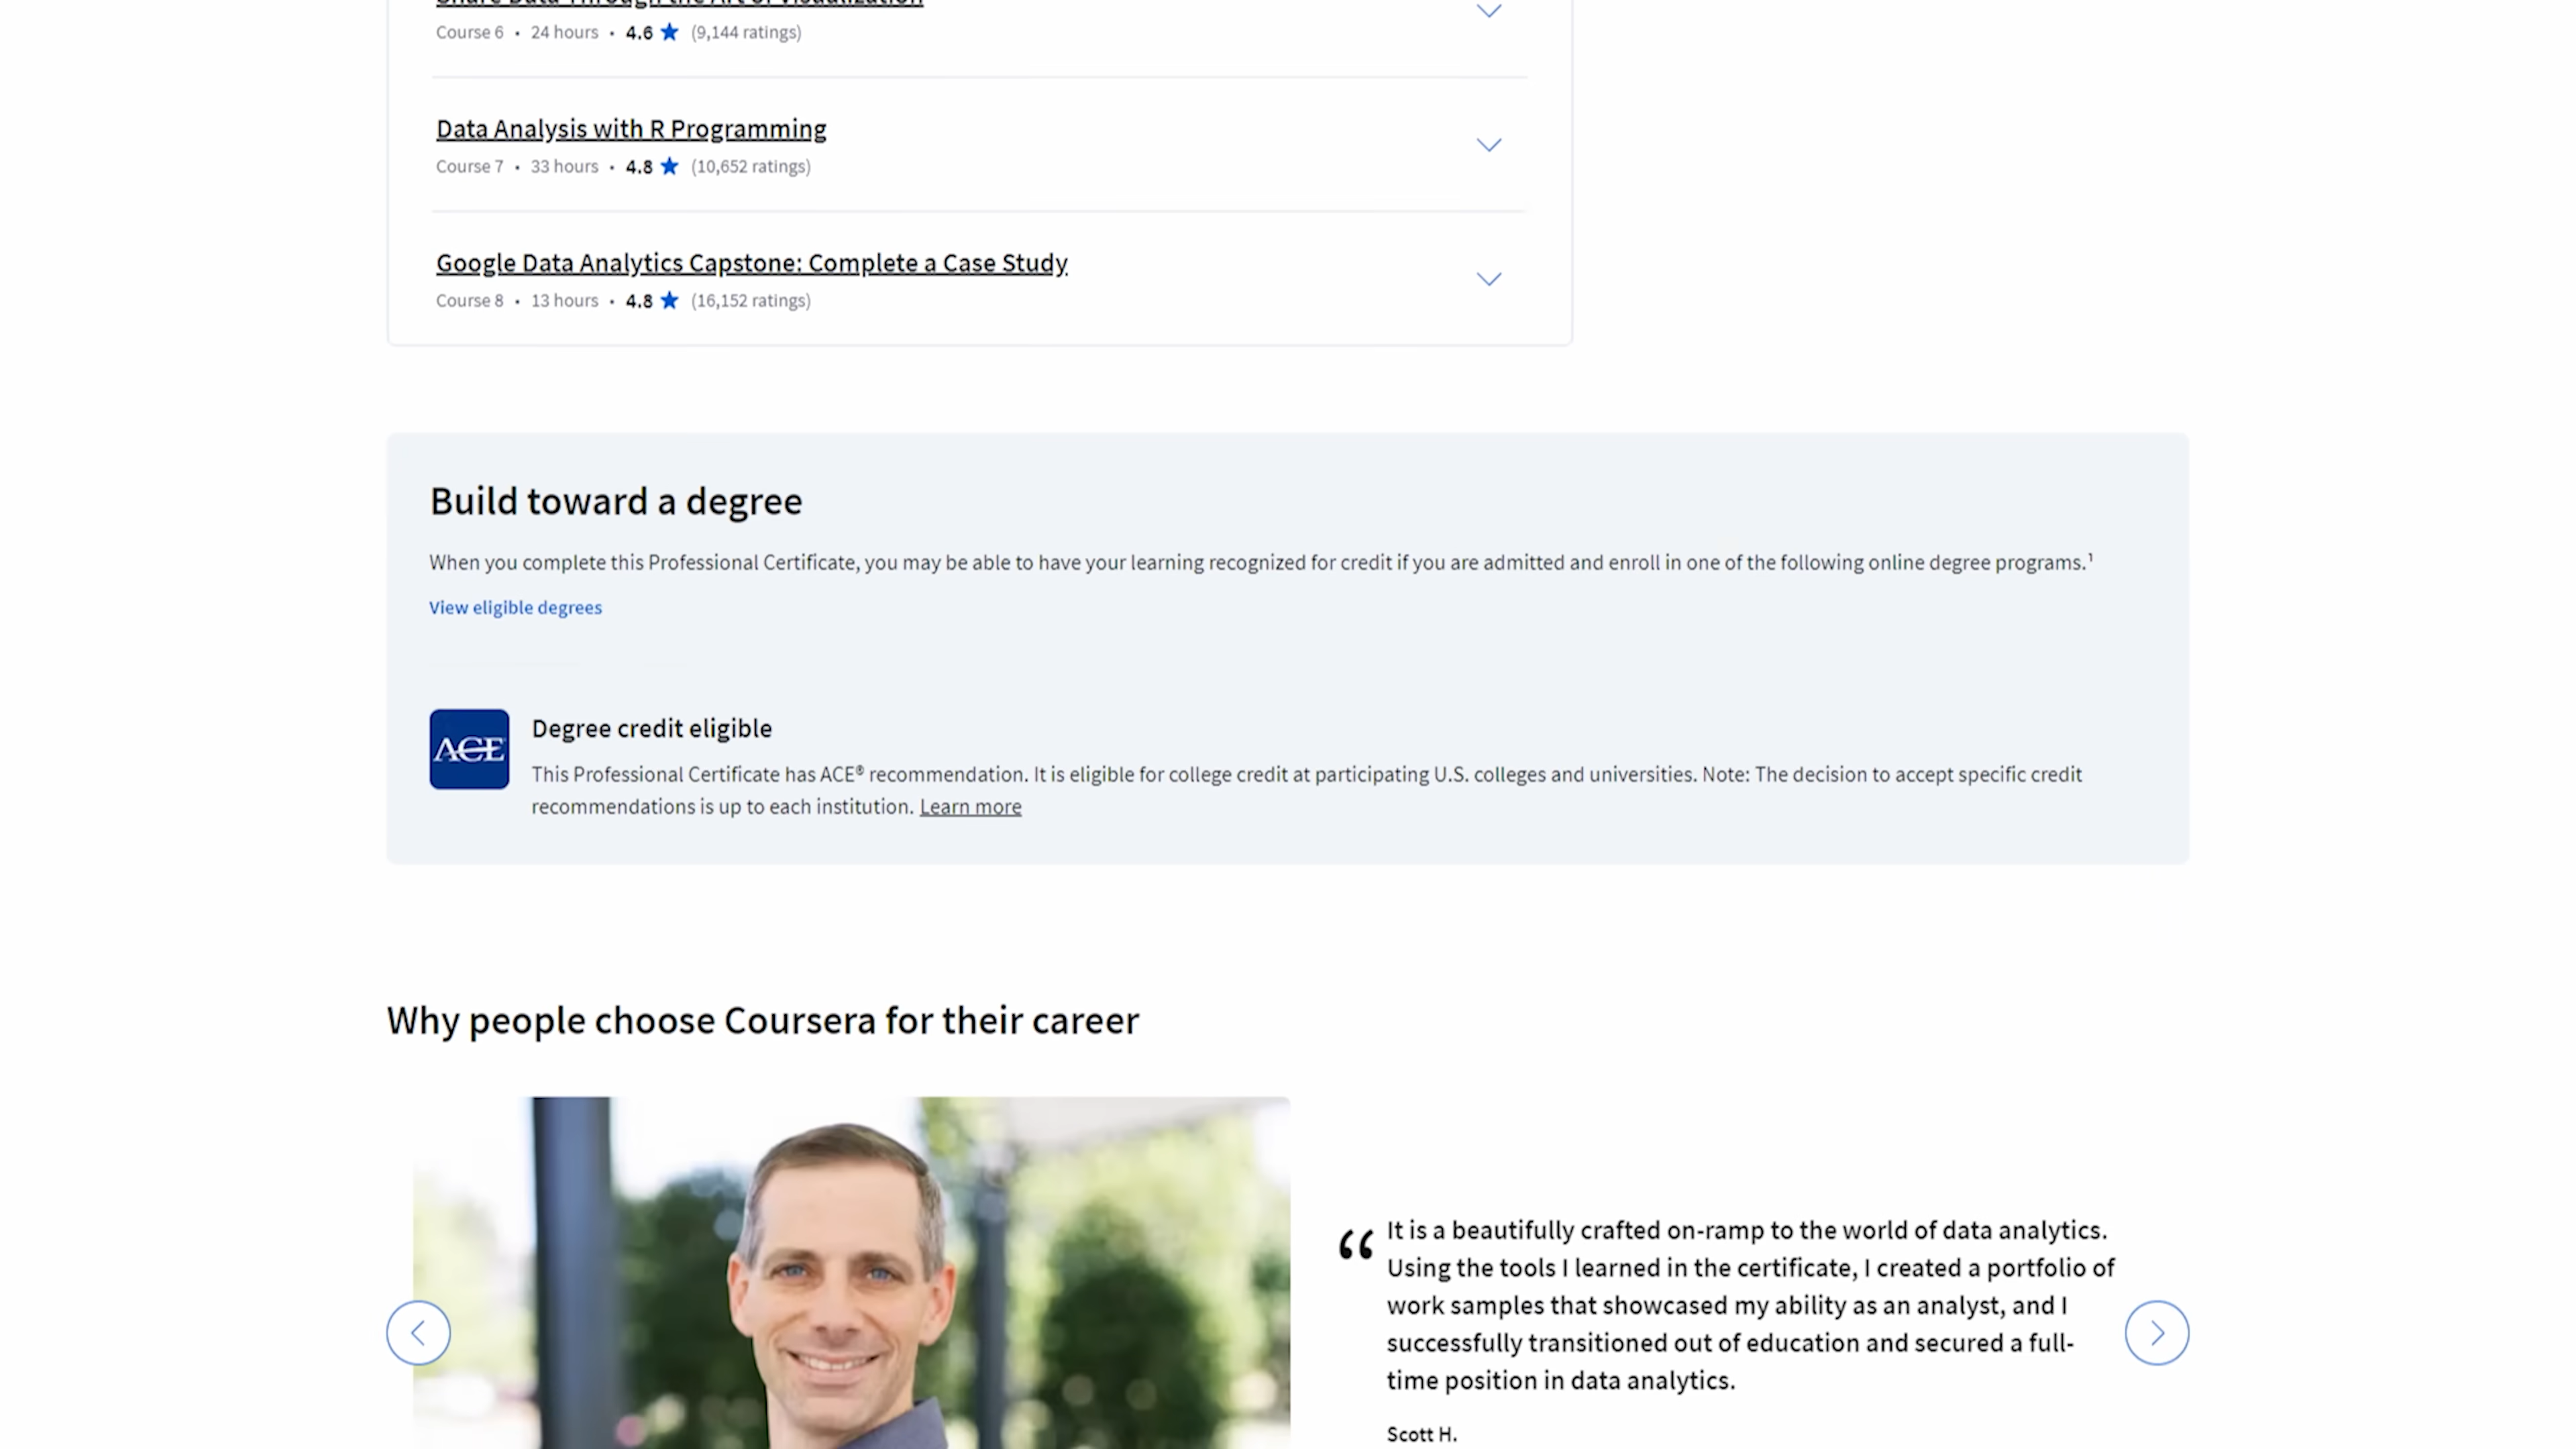 Share Data Through the Art of Visualization
Course 6 • 24 hours • 4.6 ★ (9,144 ratings)
Data Analysis with R Programming
Course 7 • 33 hours • 4.8 ★ (10,652 ratings)
Google Data Analytics Capstone: Complete a Case Study
Course 8 • 13 hours • 4.8 ★ (16,152 ratings)
Build toward a degree
When you complete this Professional Certificate, you may be able to have your learning recognized for credit if you are admitted and enroll in one of the following online degree programs.¹
View eligible degrees
ACE
Degree credit eligible
This Professional Certificate has ACE® recommendation. It is eligible for college credit at participating U.S. colleges and universities. Note: The decision to accept specific credit
recommendations is up to each institution. Learn more
Why people choose Coursera for their career
“ It is a beautifully crafted on-ramp to the world of data analytics.
Using the tools I learned in the certificate, I created a portfolio of
work samples that showcased my ability as an analyst, and I
successfully transitioned out of education and secured a full-
time position in data analytics.
Scott H.